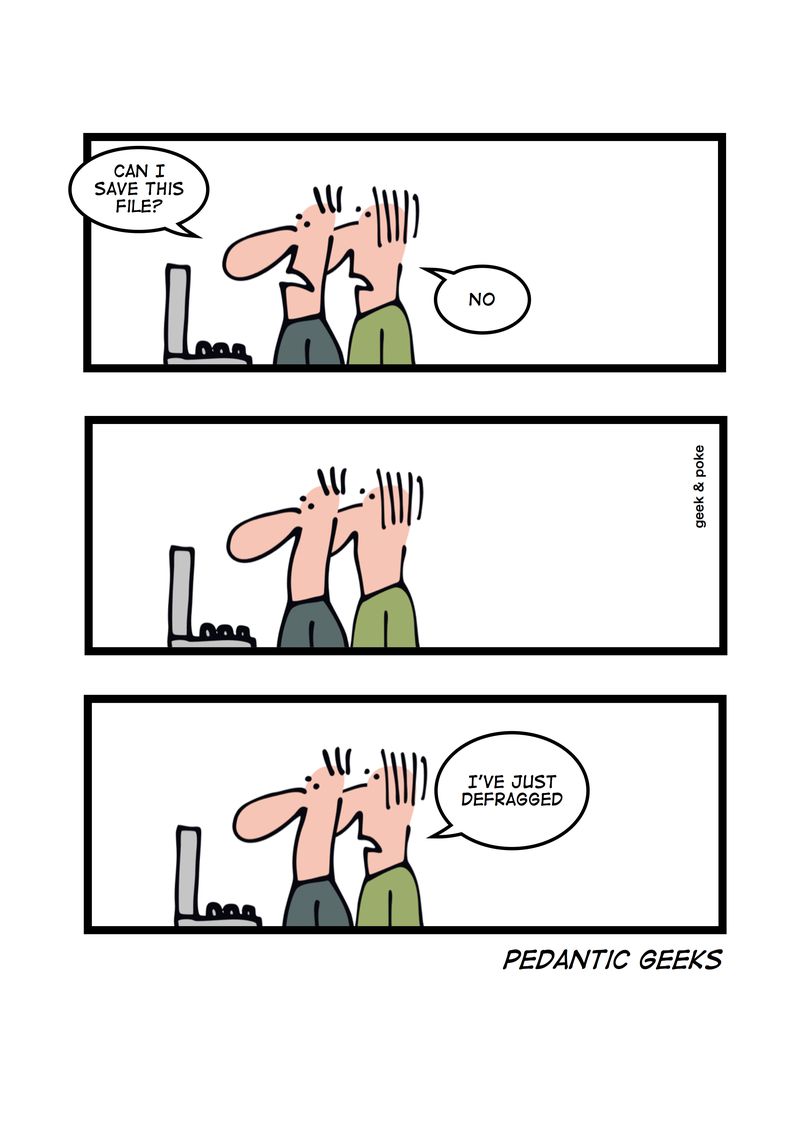 CAN I
SAVE THIS
FILE?
NO
geek & poke
I'VE JUST
DEFRAGGED
PEDANTIC GEEKS